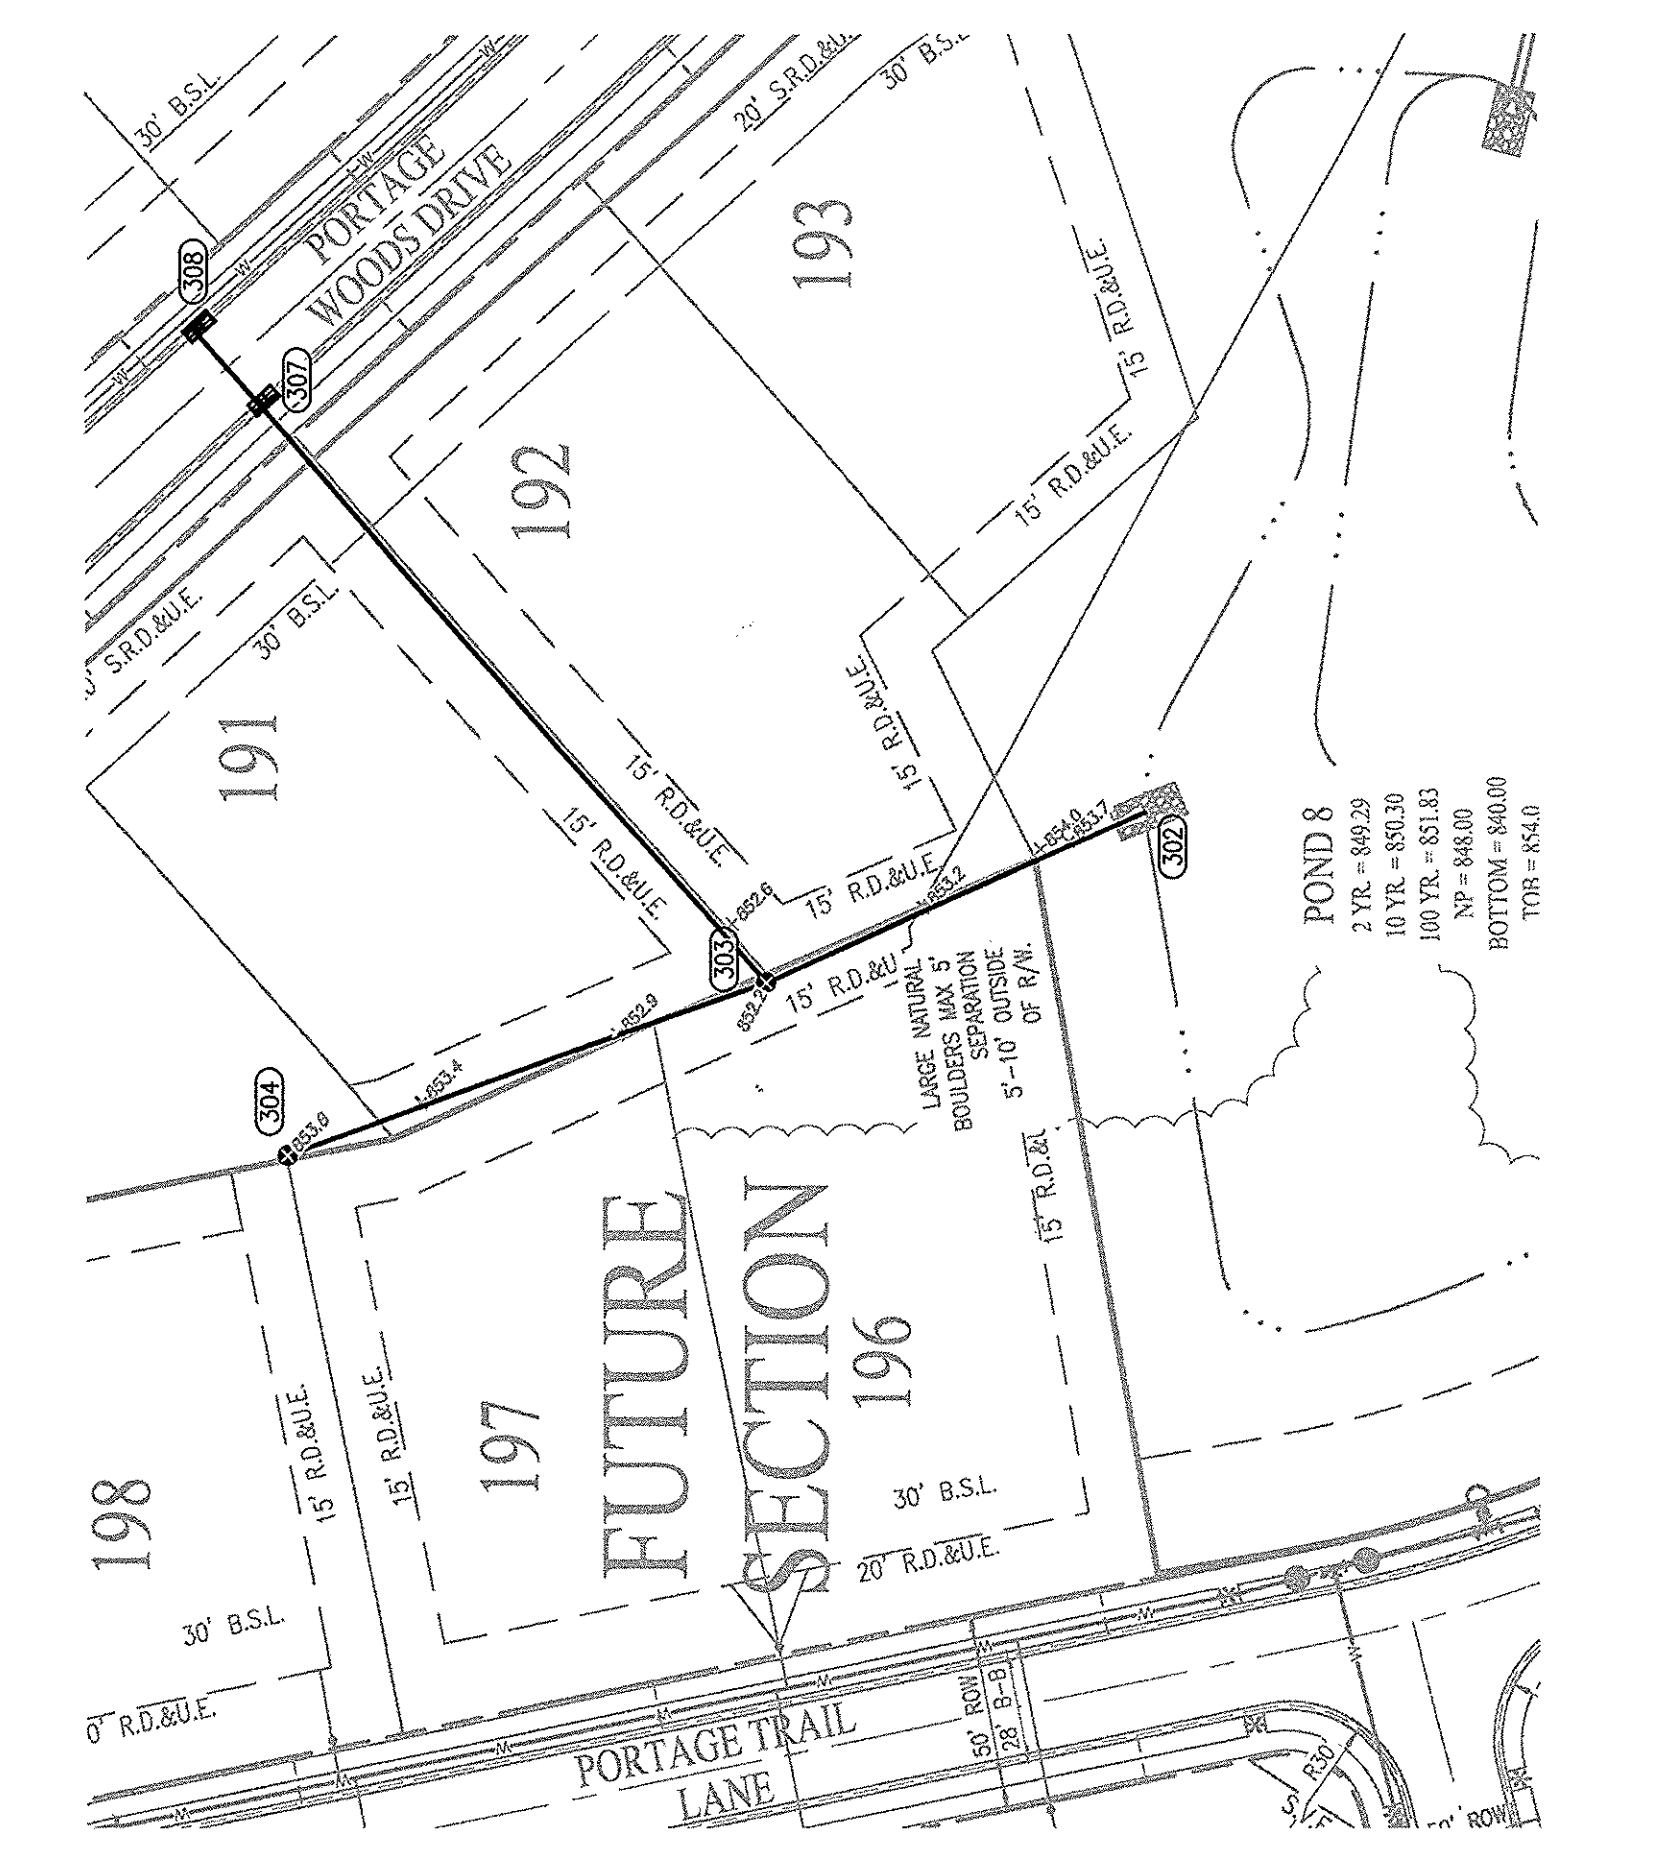 30' B.S.L.
PORTAGE
WOODS DRIVE
20' S.R.D.&U.
30' B.S.L
308
307
193
192
191
S.R.D.&U.E.
30' B.S.L.
15' R.D.&U.E.
15' R.D.&U.E.
15' R.D.&U.E.
15' R.D.&U.E.
15' R.D.&U.E.
15' R.D.&U.E.
15' R.D.&U
303
852.6
852.2
852.9
853.4
304
853.6
853.2
854.0
853.7
302
LARGE NATURAL
BOULDERS MAX 5'
SEPARATION
5'-10' OUTSIDE
OF R/W.
POND 8
2 YR. = 849.29
10 YR. = 850.30
100 YR. = 851.83
NP = 848.00
BOTTOM = 840.00
TOB = 854.0
15' R.D.&U
FUTURE
SECTION
196
197
198
15' R.D.&U.E.
15' R.D.&U.E.
30' B.S.L.
20' R.D.&U.E.
30' B.S.L.
0' R.D.&U.E.
PORTAGE TRAIL
LANE
50' ROW
28 B-B
R30'
ROW
W
W
W
W
W
W
W
W
W
W
W
W